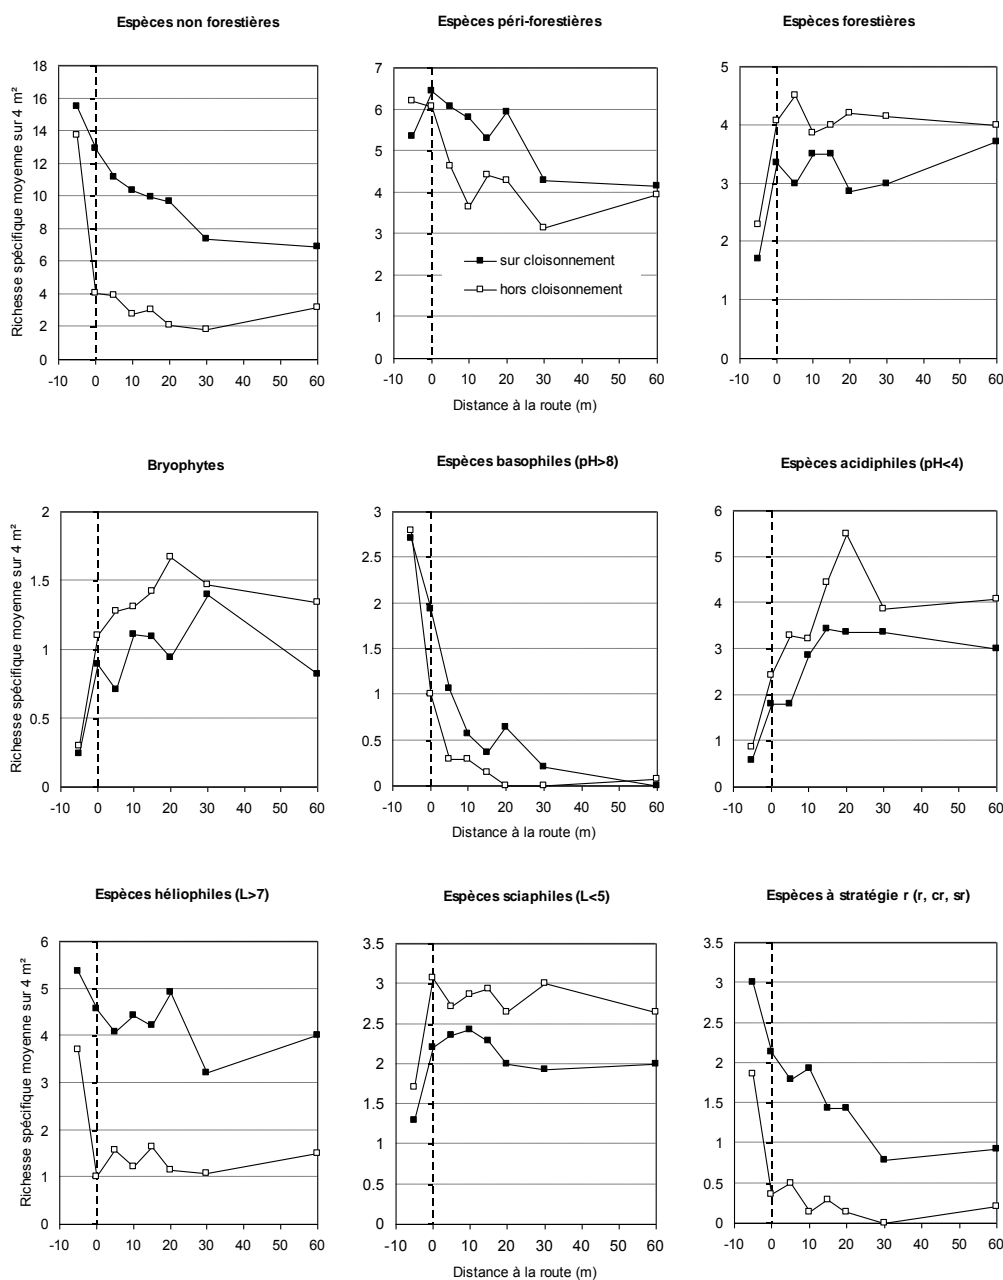 Espèces non forestières
Espèces péri-forestières
Espèces forestières
Richesse spécifique moyenne sur 4 m²
18
16
14
12
10
8
6
4
2
0
-10 0 10 20 30 40 50 60
7
6
5
4
3
2
1
0
sur cloisonnement
hors cloisonnement
-10 0 10 20 30 40 50 60
Distance à la route (m)
5
4
3
2
1
0
-10 0 10 20 30 40 50 60
Bryophytes
Espèces basophiles (pH>8)
Espèces acidiphiles (pH<4)
Richesse spécifique moyenne sur 4 m²
2
1.5
1
0.5
0
-10 0 10 20 30 40 50 60
3
2.5
2
1.5
1
0.5
0
-10 0 10 20 30 40 50 60
Distance à la route (m)
6
5
4
3
2
1
0
-10 0 10 20 30 40 50 60
Espèces héliophiles (L>7)
Espèces sciaphiles (L<5)
Espèces à stratégie r (r, cr, sr)
Richesse spécifique moyenne sur 4 m²
6
5
4
3
2
1
0
-10 0 10 20 30 40 50 60
3.5
3
2.5
2
1.5
1
0.5
0
-10 0 10 20 30 40 50 60
Distance à la route (m)
3.5
3
2.5
2
1.5
1
0.5
0
-10 0 10 20 30 40 50 60